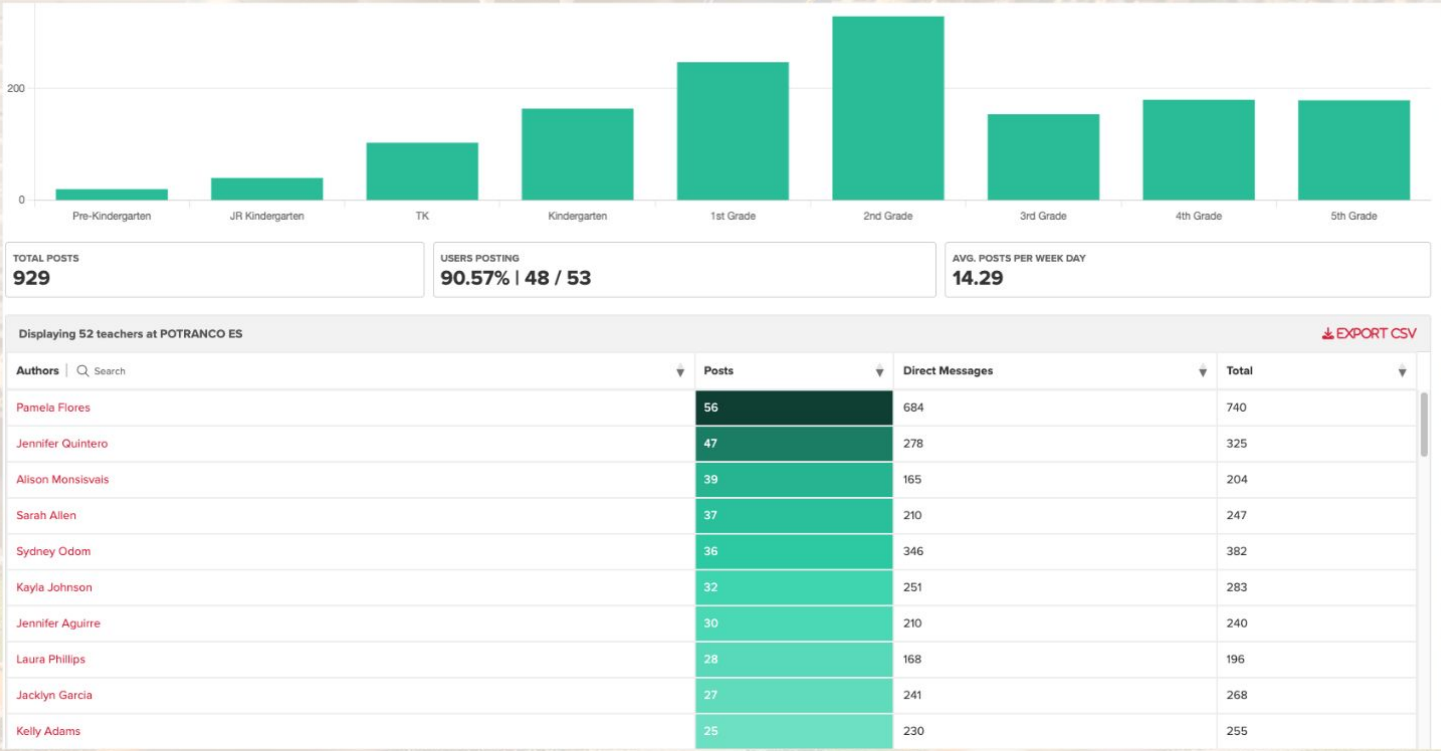 200
0
Pre-Kindergarten JR Kindergarten TK Kindergarten 1st Grade 2nd Grade 3rd Grade 4th Grade 5th Grade
TOTAL POSTS USERS POSTING AVG. POSTS PER WEEK DAY
929 90.57% | 48 / 53 14.29
Displaying 52 teachers at POTRANCO ES EXPORT CSV
Authors | Search Posts Direct Messages Total
Pamela Flores 56 684 740
Jennifer Quintero 47 278 325
Alison Monsisvais 39 165 204
Sarah Allen 37 210 247
Sydney Odom 36 346 382
Kayla Johnson 32 251 283
Jennifer Aguirre 30 210 240
Laura Phillips 28 168 196
Jacklyn Garcia 27 241 268
Kelly Adams 25 230 255